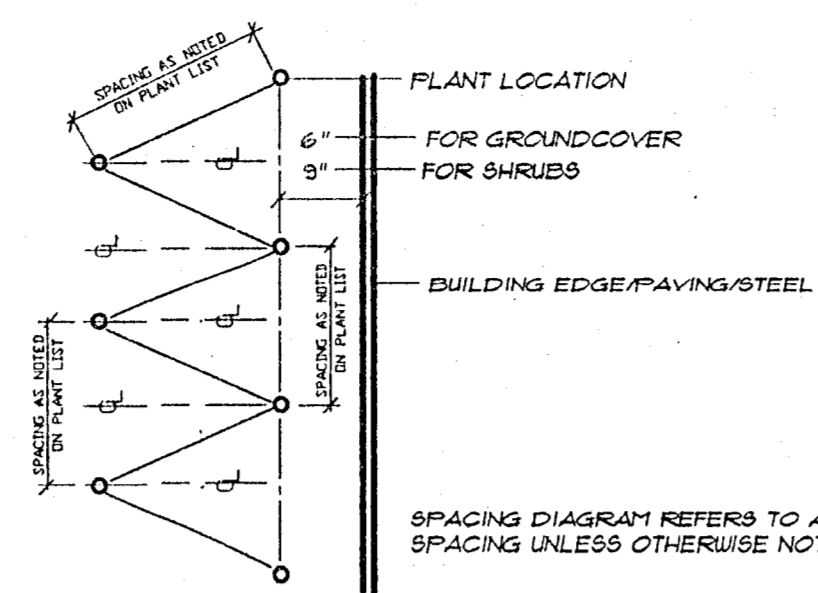 SPACING AS NOTED
ON PLANT LIST
PLANT LOCATION
6" FOR GROUNDCOVER
9" FOR SHRUBS
BUILDING EDGE/PAVING/STEEL
SPACING AS NOTED
ON PLANT LIST
SPACING AS NOTED
ON PLANT LIST
SPACING DIAGRAM REFERS TO A
SPACING UNLESS OTHERWISE NOT